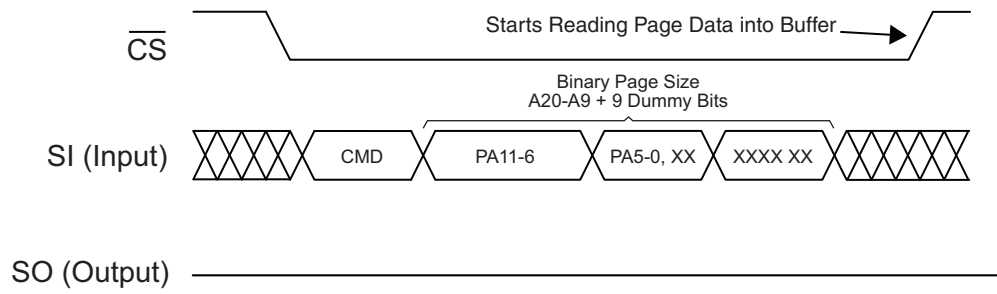 Starts Reading Page Data into Buffer
CS
Binary Page Size
A20-A9 + 9 Dummy Bits
SI (Input)
CMD
PA11-6
PA5-0, XX
XXXX XX
SO (Output)